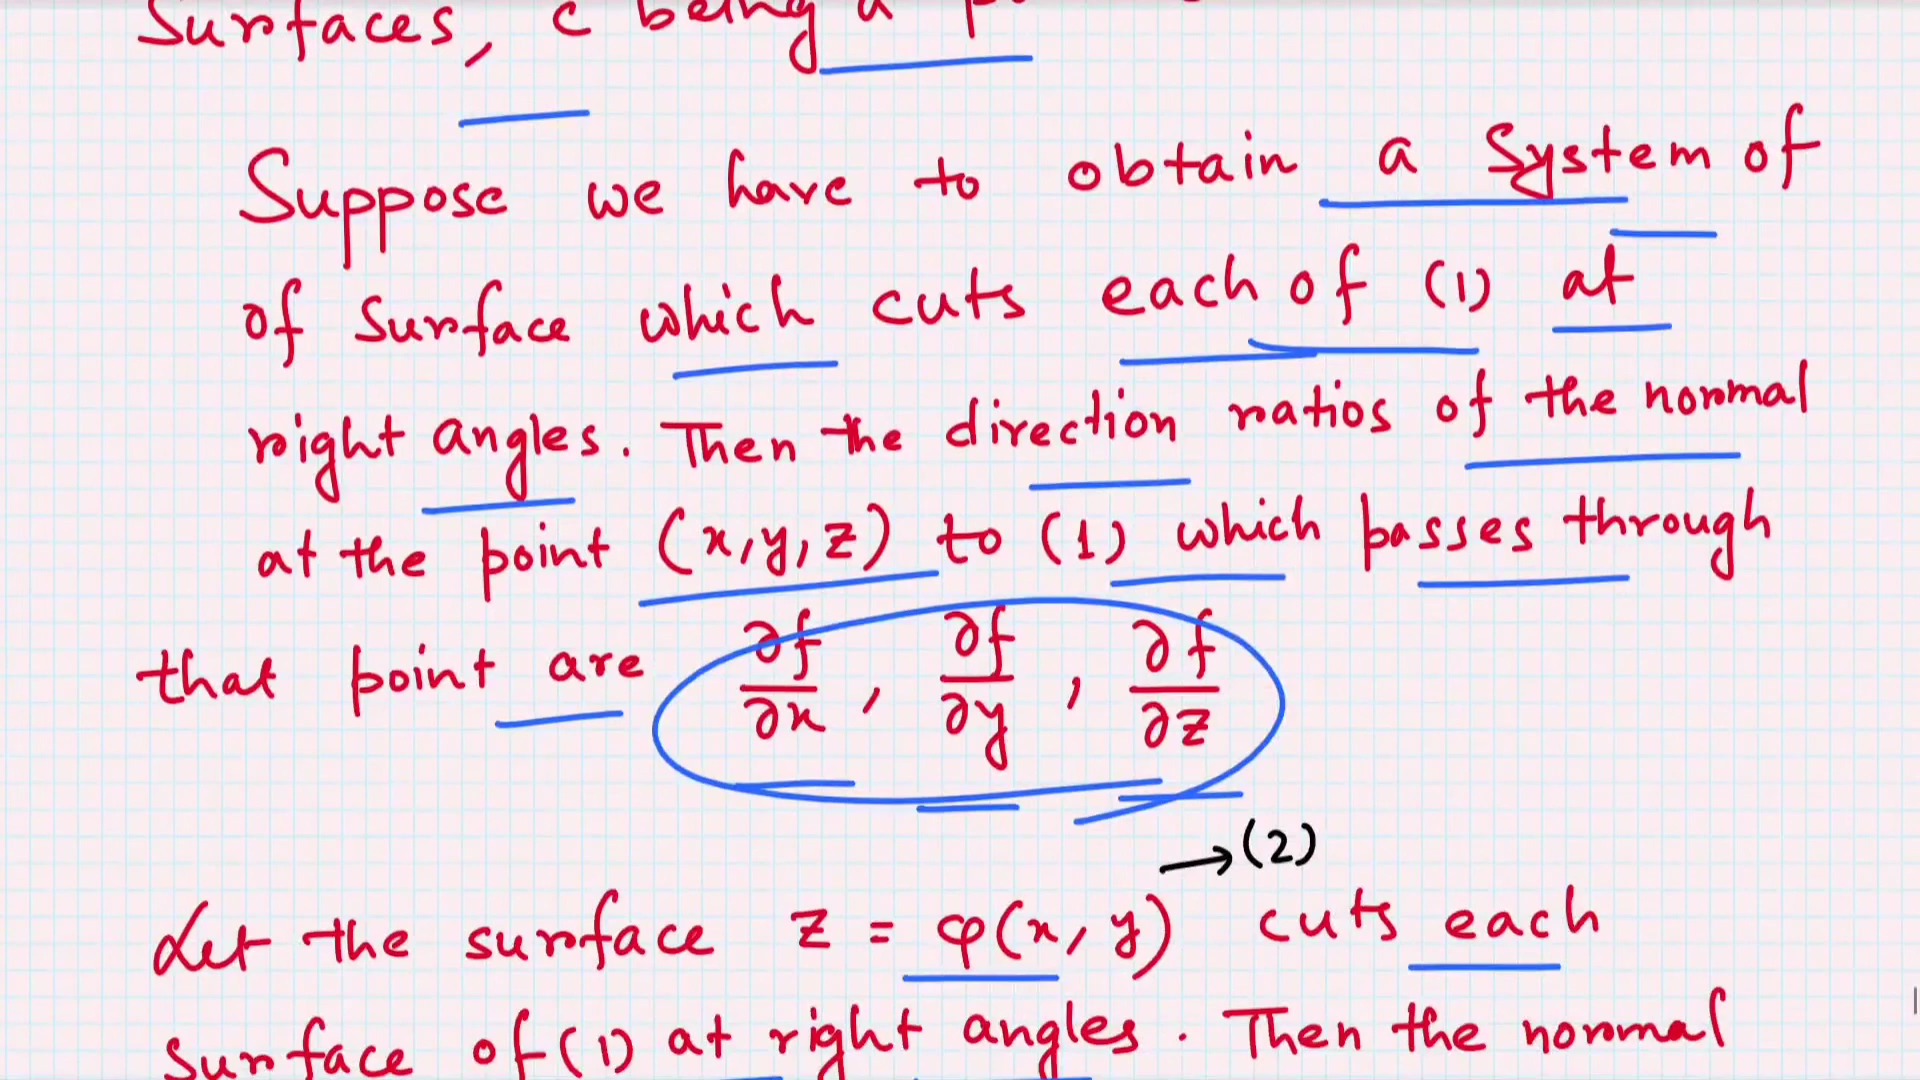 Surfaces, c being a
Suppose we have to obtain a System of
of surface which cuts each of (1) at
right angles. Then the direction ratios of the normal
at the point (x,y,z) to (1) which passes through
that point are ∂f/∂x, ∂f/∂y, ∂f/∂z
→(2)
Let the surface z = φ(x,y) cuts each
surface of (1) at right angles. Then the normal